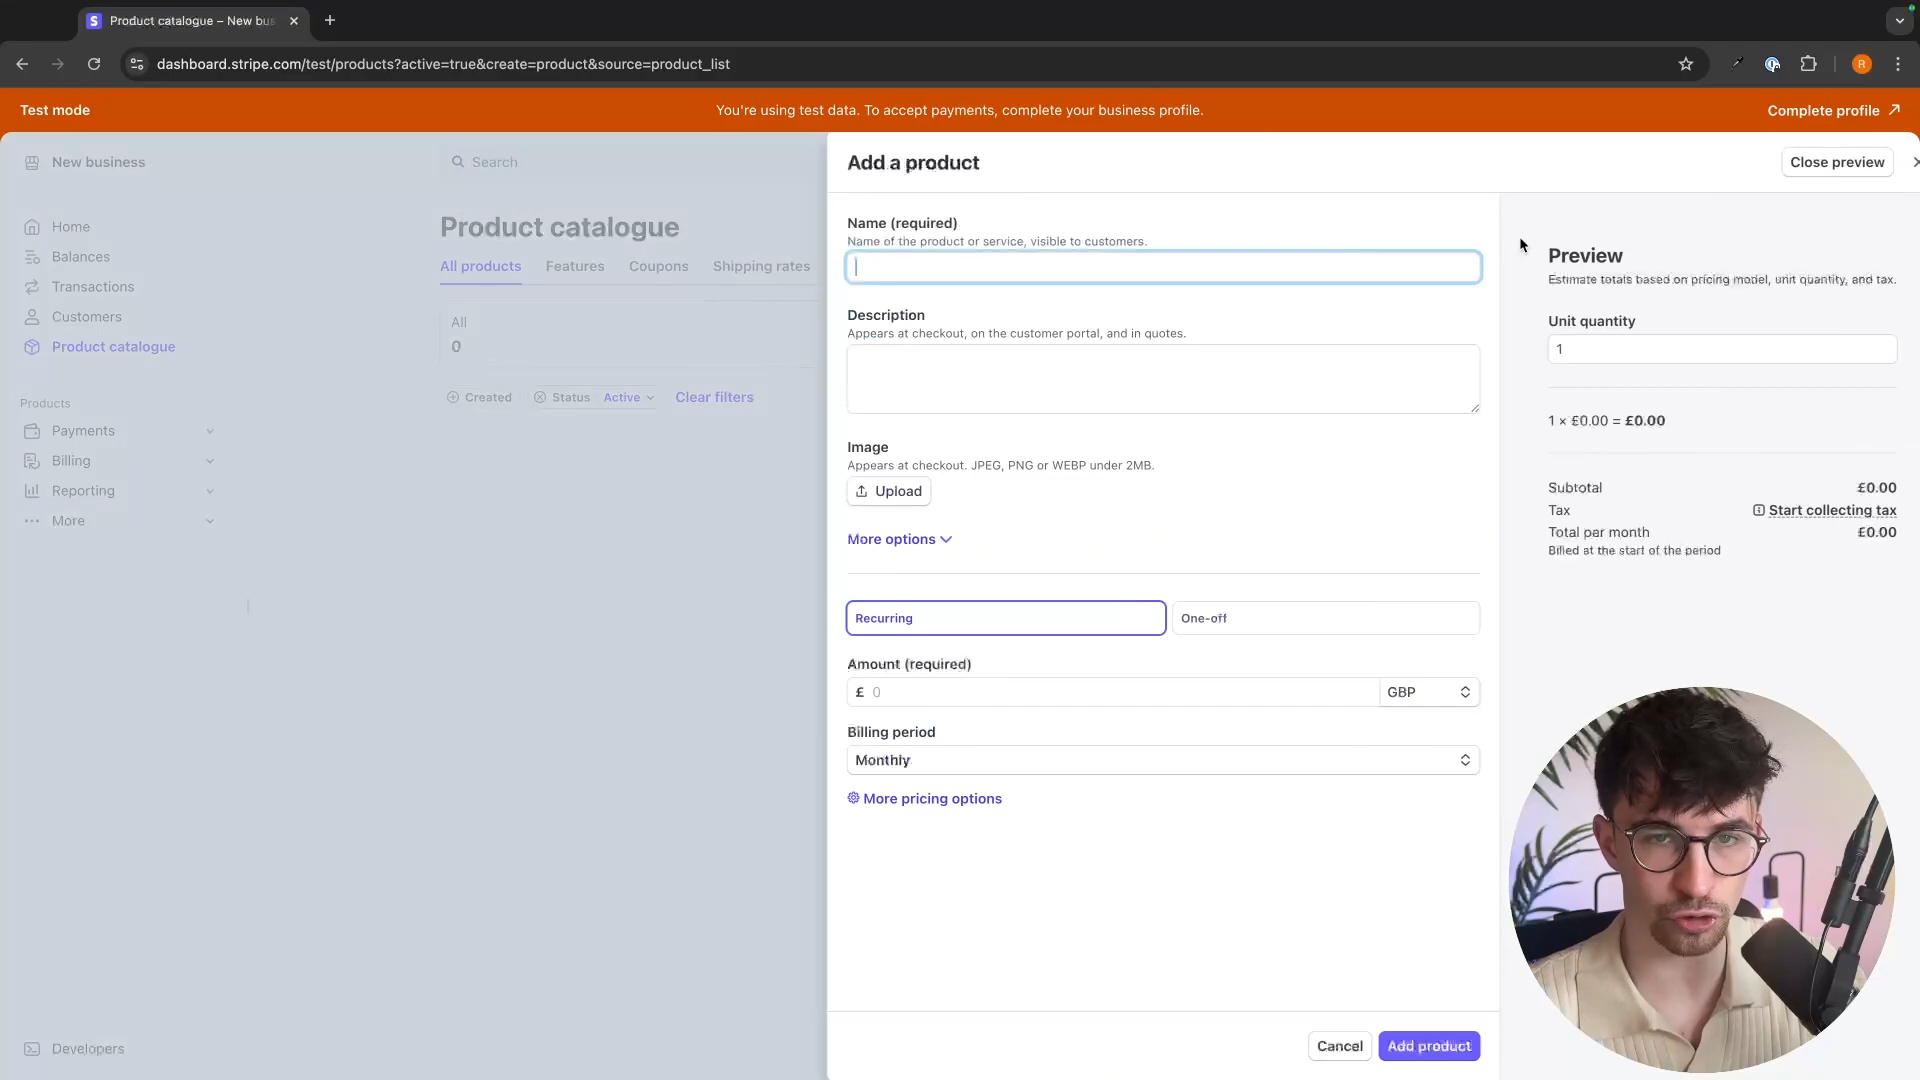 Product catalogue – New bus
dashboard.stripe.com/test/products?active=true&create=product&source=product_list
R
Test mode
You're using test data. To accept payments, complete your business profile.
Complete profile
New business
Search
Home
Balances
Transactions
Customers
Product catalogue
Products
Payments
Billing
Reporting
More
Developers
Product catalogue
All products
Features
Coupons
Shipping rates
All
0
Created
Status Active
Clear filters
Add a product
Close preview
Name (required)
Name of the product or service, visible to customers.
Description
Appears at checkout, on the customer portal, and in quotes.
Image
Appears at checkout. JPEG, PNG or WEBP under 2MB.
Upload
More options
Recurring
One-off
Amount (required)
£ 0
GBP
Billing period
Monthly
More pricing options
Cancel
Add product
Preview
Estimate totals based on pricing model, unit quantity, and tax.
Unit quantity
1
1 × £0.00 = £0.00
Subtotal £0.00
Tax Start collecting tax
Total per month £0.00
Billed at the start of the period